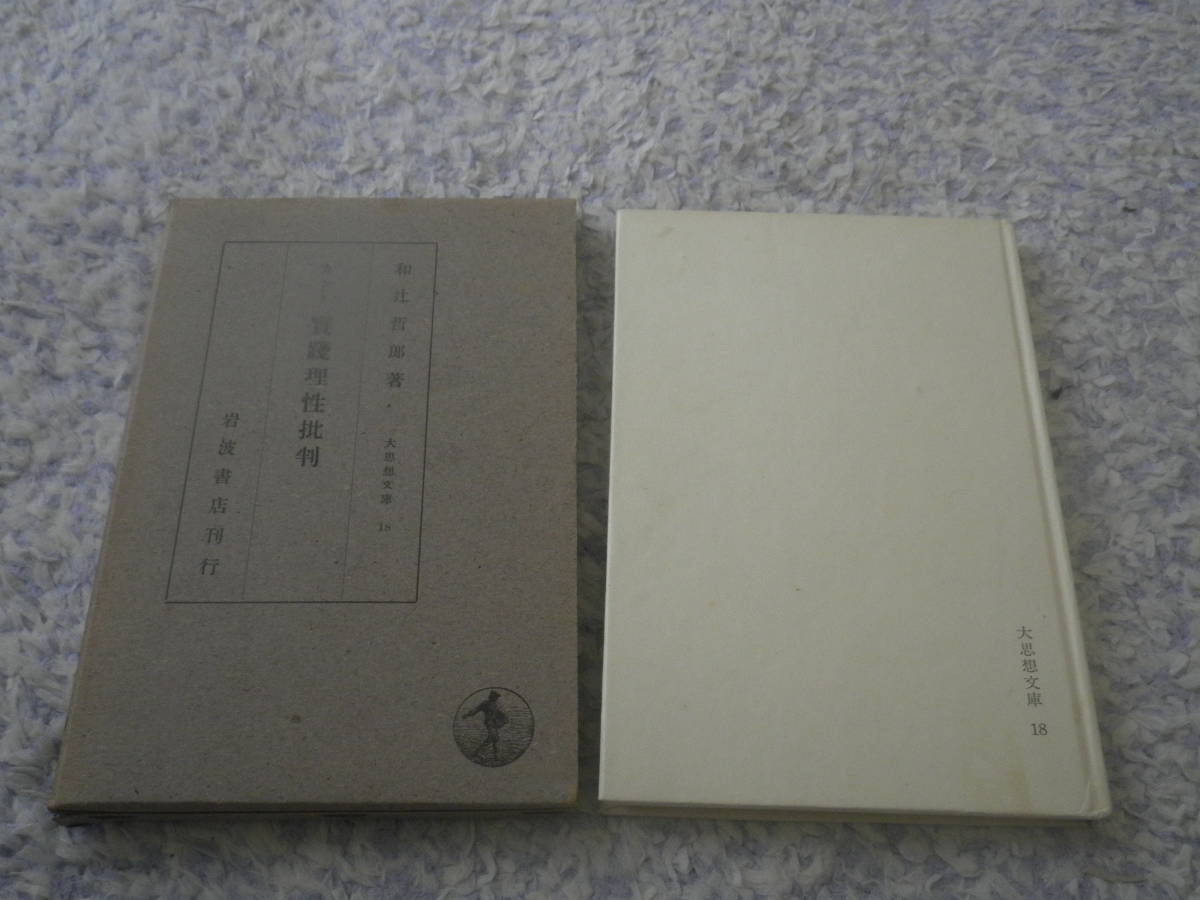 和辻哲郎著・大思想文庫 18
カント 實踐理性批判
岩波書店刊行
大思想文庫 18